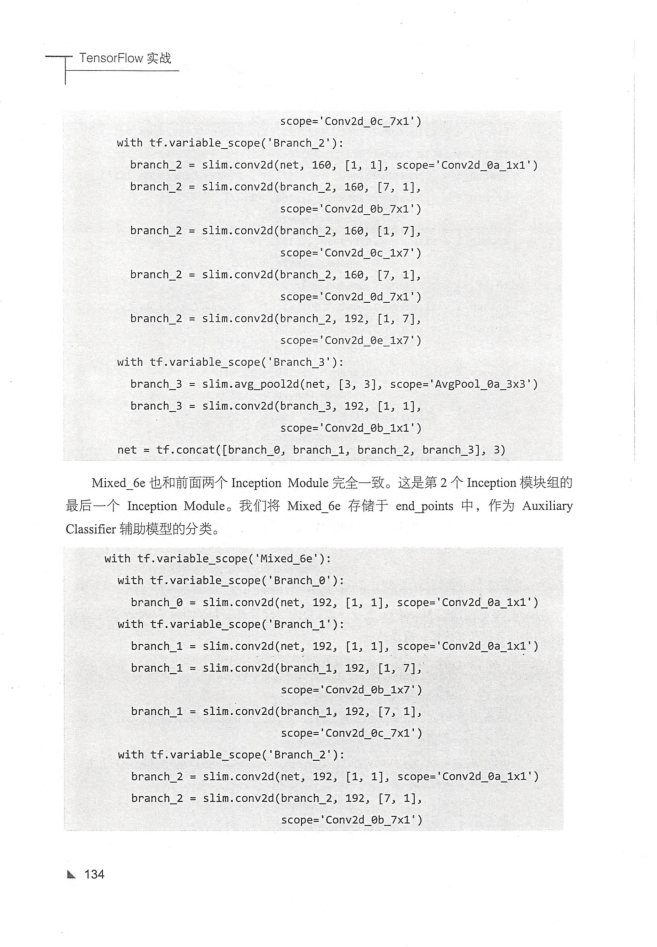 TensorFlow 实战
scope='Conv2d_0c_7x1')
with tf.variable_scope('Branch_2'):
branch_2 = slim.conv2d(net, 160, [1, 1], scope='Conv2d_0a_1x1')
branch_2 = slim.conv2d(branch_2, 160, [7, 1],
scope='Conv2d_0b_7x1')
branch_2 = slim.conv2d(branch_2, 160, [1, 7],
scope='Conv2d_0c_1x7')
branch_2 = slim.conv2d(branch_2, 160, [7, 1],
scope='Conv2d_0d_7x1')
branch_2 = slim.conv2d(branch_2, 192, [1, 7],
scope='Conv2d_0e_1x7')
with tf.variable_scope('Branch_3'):
branch_3 = slim.avg_pool2d(net, [3, 3], scope='AvgPool_0a_3x3')
branch_3 = slim.conv2d(branch_3, 192, [1, 1],
scope='Conv2d_0b_1x1')
net = tf.concat([branch_0, branch_1, branch_2, branch_3], 3)
Mixed_6e 也和前面两个 Inception Module 完全一致。这是第 2 个 Inception 模块组的
最后一个 Inception Module。我们将 Mixed_6e 存储于 end_points 中，作为 Auxiliary
Classifier 辅助模型的分类。
with tf.variable_scope('Mixed_6e'):
with tf.variable_scope('Branch_0'):
branch_0 = slim.conv2d(net, 192, [1, 1], scope='Conv2d_0a_1x1')
with tf.variable_scope('Branch_1'):
branch_1 = slim.conv2d(net, 192, [1, 1], scope='Conv2d_0a_1x1')
branch_1 = slim.conv2d(branch_1, 192, [1, 7],
scope='Conv2d_0b_1x7')
branch_1 = slim.conv2d(branch_1, 192, [7, 1],
scope='Conv2d_0c_7x1')
with tf.variable_scope('Branch_2'):
branch_2 = slim.conv2d(net, 192, [1, 1], scope='Conv2d_0a_1x1')
branch_2 = slim.conv2d(branch_2, 192, [7, 1],
scope='Conv2d_0b_7x1')
134